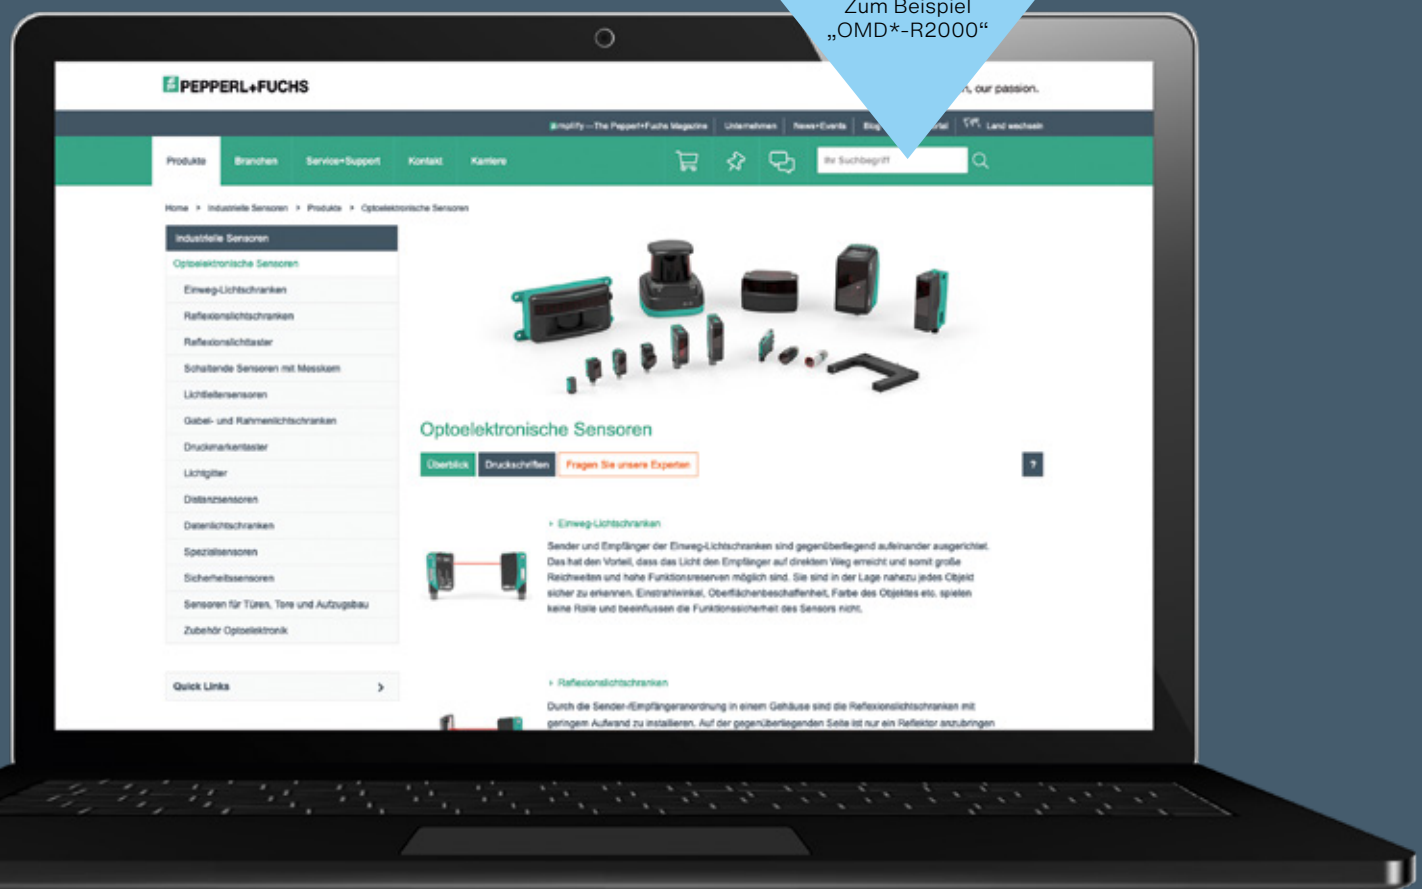 Zum Beispiel
„OMD*-R2000“
PEPPERL+FUCHS
, our passion.
—The Pepperl+Fuchs Magazine
Unternehmen
News+Events
Blog
Land wechseln
Produkte
Branchen
Service+Support
Kontakt
Karriere
Ihr Suchbegriff
Home > Industrielle Sensoren > Produkte > Optoelektronische Sensoren
Industrielle Sensoren
Optoelektronische Sensoren
Einweg-Lichtschranken
Reflexionslichtschranken
Reflexionslichttaster
Schaltende Sensoren mit Messkern
Lichtleitersensoren
Gabel- und Rahmenlichtschranken
Druckmarkentaster
Lichtgitter
Distanzsensoren
Datenlichtschranken
Spezialsensoren
Sicherheitssensoren
Sensoren für Türen, Tore und Aufzugsbau
Zubehör Optoelektronik
Quick Links
Optoelektronische Sensoren
Überblick
Druckschriften
Fragen Sie unsere Experten
?
Einweg-Lichtschranken
Sender und Empfänger der Einweg-Lichtschranken sind gegenüberliegend aufeinander ausgerichtet.
Das hat den Vorteil, dass das Licht den Empfänger auf direktem Weg erreicht und somit große
Reichweiten und hohe Funktionsreserven möglich sind. Sie sind in der Lage nahezu jedes Objekt
sicher zu erkennen. Einstrahlwinkel, Oberflächenbeschaffenheit, Farbe des Objektes etc. spielen
keine Rolle und beeinflussen die Funktionssicherheit des Sensors nicht.
Reflexionslichtschranken
Durch die Sender-/Empfängeranordnung in einem Gehäuse sind die Reflexionslichtschranken mit
geringem Aufwand zu installieren. Auf der gegenüberliegenden Seite ist nur ein Reflektor anzubringen